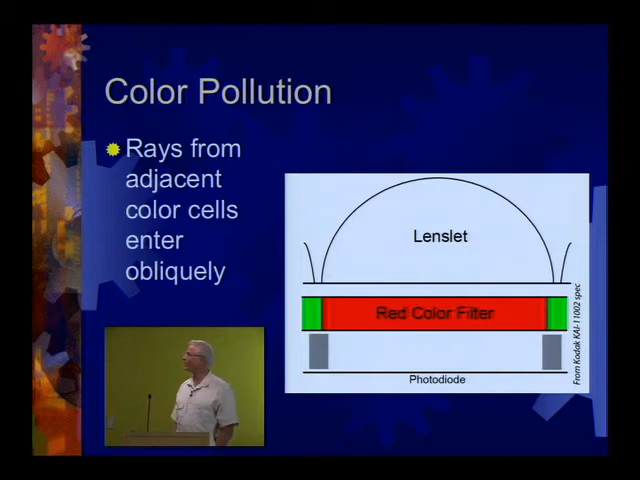 Color Pollution
Rays from
adjacent
color cells
enter
obliquely
Lenslet
Red Color Filter
Photodiode
From Kodak KAI-11002 spec